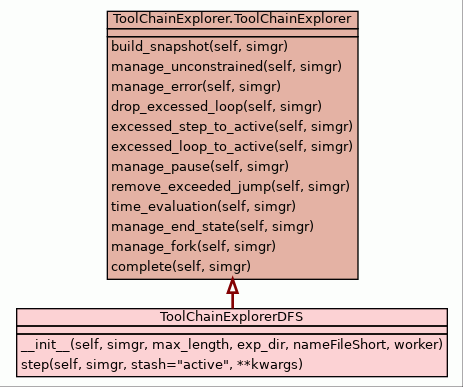 ToolChainExplorer.ToolChainExplorer
build_snapshot(self, simgr)
manage_unconstrained(self, simgr)
manage_error(self, simgr)
drop_excessed_loop(self, simgr)
excessed_step_to_active(self, simgr)
excessed_loop_to_active(self, simgr)
manage_pause(self, simgr)
remove_exceeded_jump(self, simgr)
time_evaluation(self, simgr)
manage_end_state(self, simgr)
manage_fork(self, simgr)
complete(self, simgr)
ToolChainExplorerDFS
__init__(self, simgr, max_length, exp_dir, nameFileShort, worker)
step(self, simgr, stash="active", **kwargs)